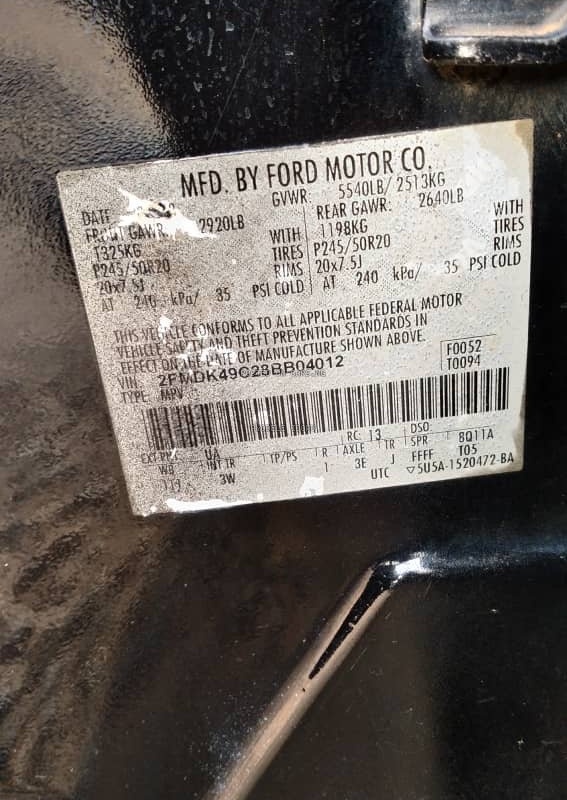 MFD. BY FORD MOTOR CO.
DATE GVWR: 5540LB/ 2513KG
FRONT GAWR: 2920LB REAR GAWR: 2640LB
1325KG WITH 1198KG WITH
P245/50R20 TIRES P245/50R20 TIRES
20x7.5J RIMS 20x7.5J RIMS
AT 240 kPa/ 35 PSI COLD AT 240 kPa/ 35 PSI COLD
THIS VEHICLE CONFORMS TO ALL APPLICABLE FEDERAL MOTOR
VEHICLE SAFETY AND THEFT PREVENTION STANDARDS IN
EFFECT ON THE DATE OF MANUFACTURE SHOWN ABOVE.
VIN: 2FMDK49C28BB04012 F0052
TYPE: MPV T0094
EXT PNT: UA RC: 13 DSO:
WB INT TR TP/PS R AXLE TR SPR 8Q11A
3W 1 3E J FFFF T05
UTC ▽5U5A-1520472-BA